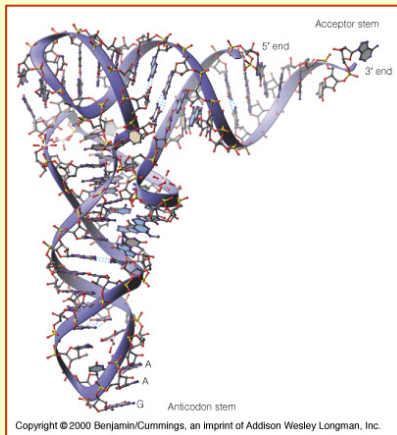 Acceptor stem
5' end
3' end
A
A
G
Anticodon stem
Copyright © 2000 Benjamin/Cummings, an imprint of Addison Wesley Longman, Inc.